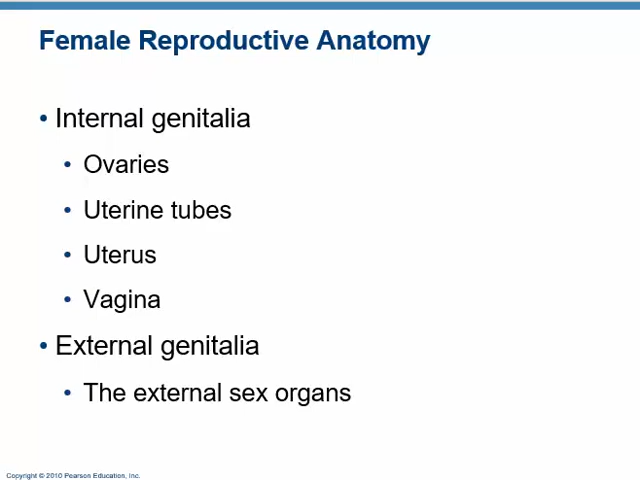 Female Reproductive Anatomy
• Internal genitalia
• Ovaries
• Uterine tubes
• Uterus
• Vagina
• External genitalia
• The external sex organs
Copyright © 2010 Pearson Education, Inc.